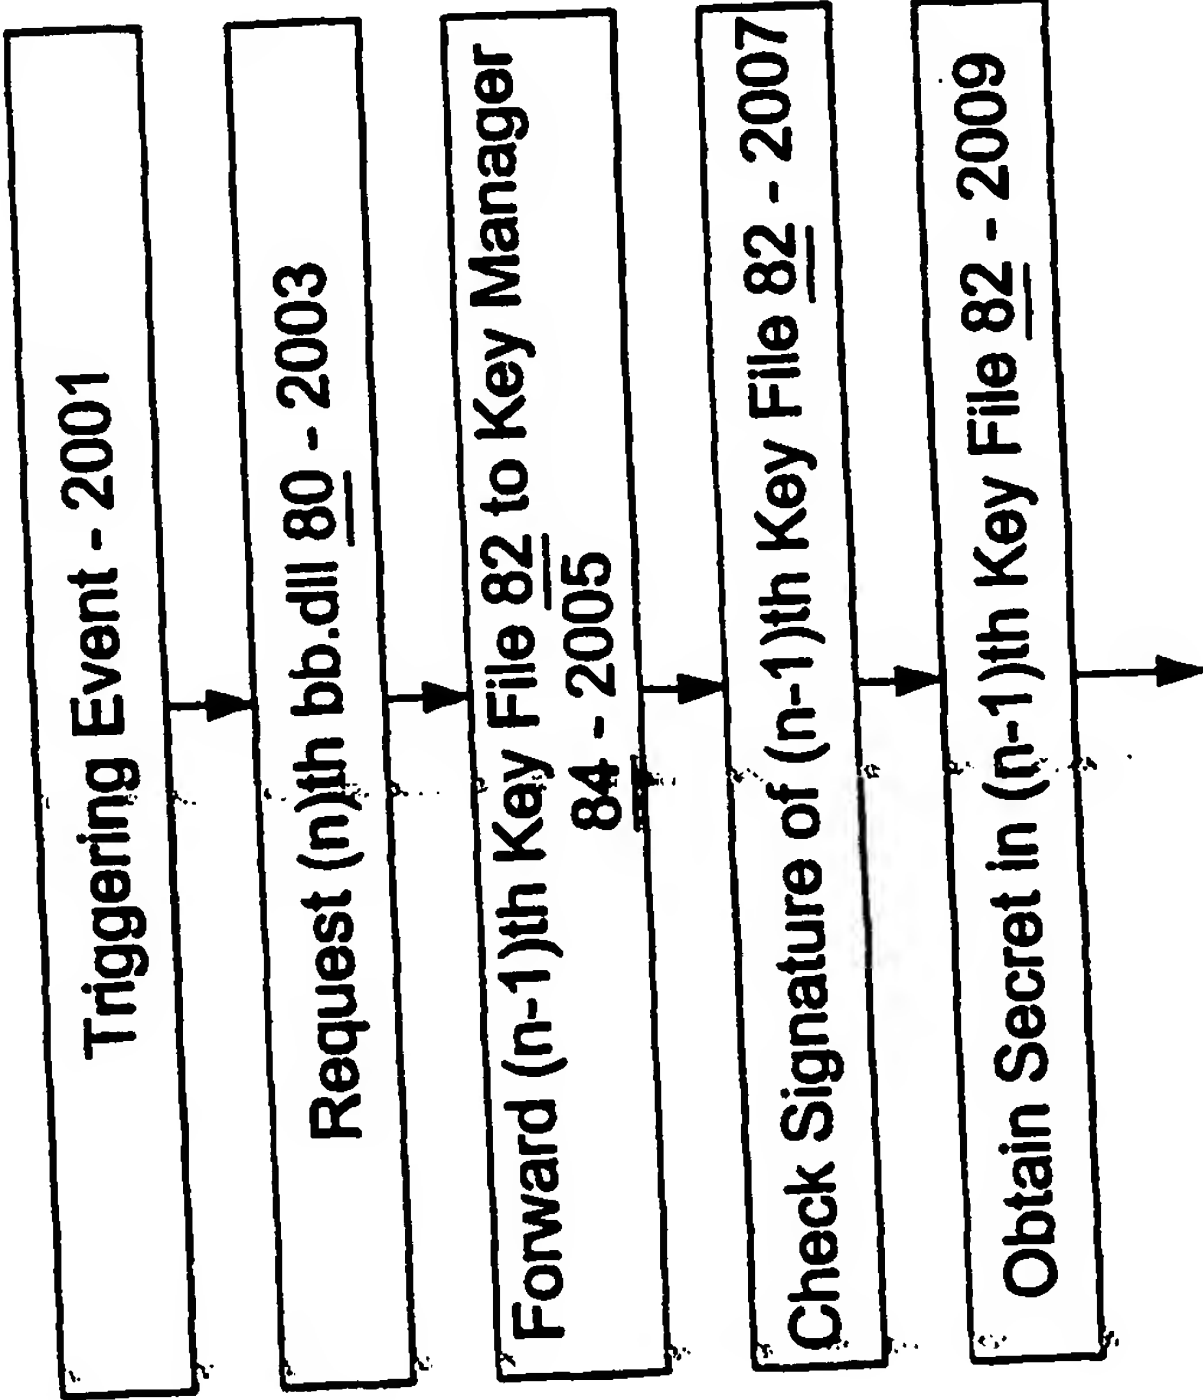 Triggering Event - 2001
Request (n)th bb.dll 80 - 2003
Forward (n-1)th Key File 82 to Key Manager
84 - 2005
Check Signature of (n-1)th Key File 82 - 2007
Obtain Secret in (n-1)th Key File 82 - 2009